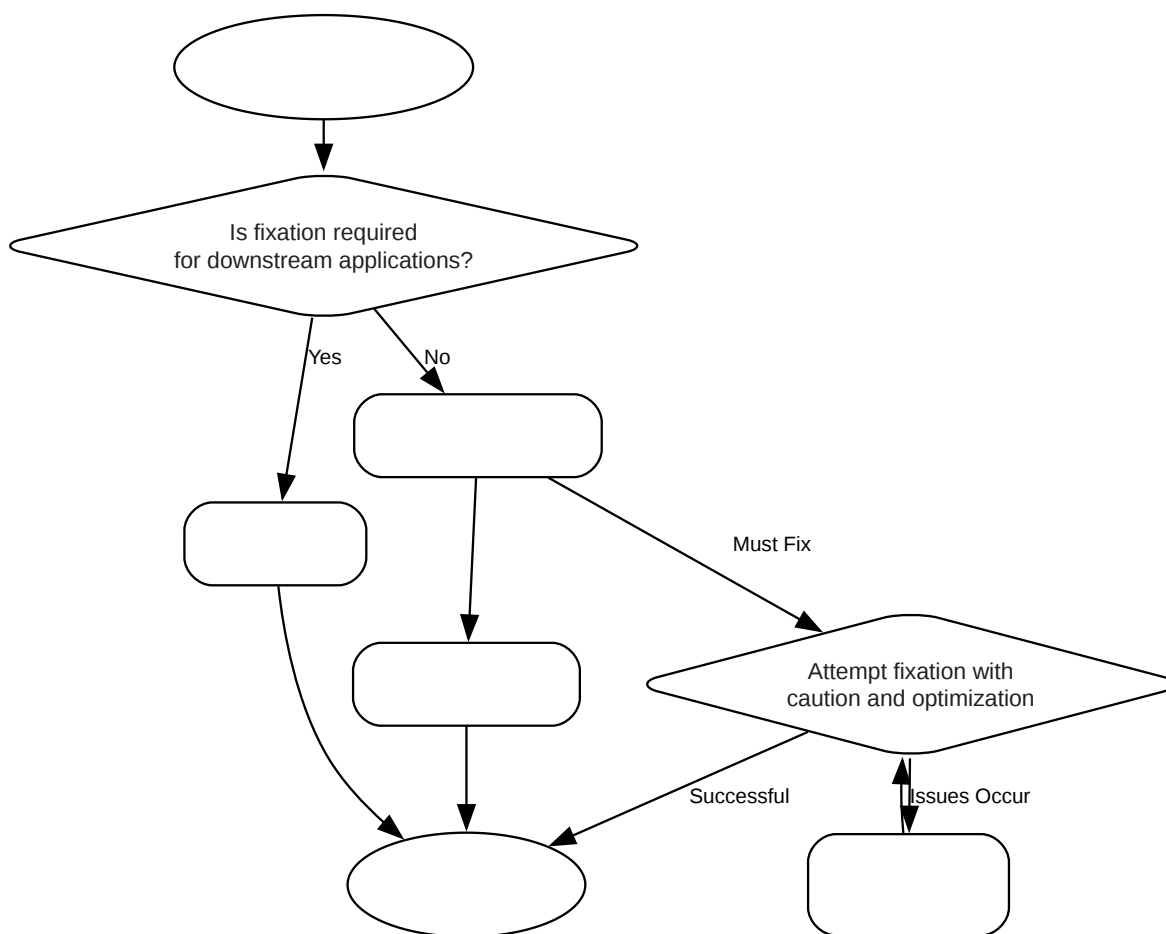 Is fixation required
for downstream applications?
Yes
No
Must Fix
Attempt fixation with
caution and optimization
Successful
Issues Occur